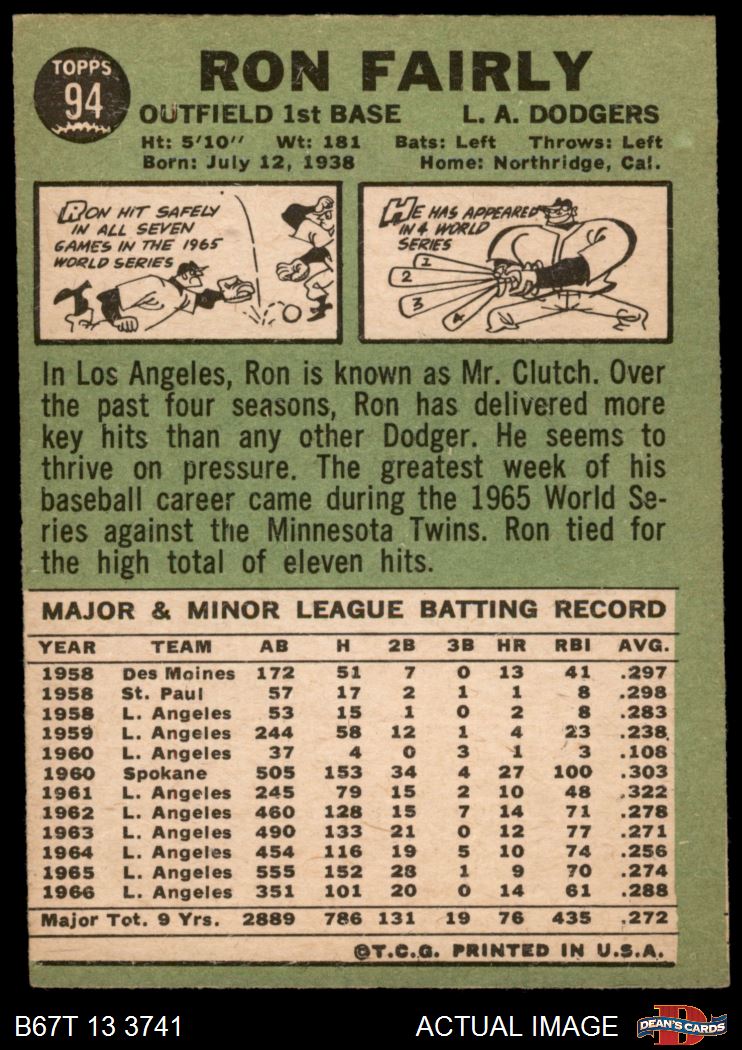 TOPPS
94
RON FAIRLY
OUTFIELD 1st BASE L. A. DODGERS
Ht: 5'10" Wt: 181 Bats: Left Throws: Left
Born: July 12, 1938 Home: Northridge, Cal.
RON HIT SAFELY
IN ALL SEVEN
GAMES IN THE 1965
WORLD SERIES
HE HAS APPEARED
IN 4 WORLD
SERIES
1
2
3
4
In Los Angeles, Ron is known as Mr. Clutch. Over
the past four seasons, Ron has delivered more
key hits than any other Dodger. He seems to
thrive on pressure. The greatest week of his
baseball career came during the 1965 World Se-
ries against the Minnesota Twins. Ron tied for
the high total of eleven hits.
MAJOR & MINOR LEAGUE BATTING RECORD
YEAR TEAM AB H 2B 3B HR RBI AVG.
1958 Des Moines 172 51 7 0 13 41 .297
1958 St. Paul 57 17 2 1 1 8 .298
1958 L. Angeles 53 15 1 0 2 8 .283
1959 L. Angeles 244 58 12 1 4 23 .238
1960 L. Angeles 37 4 0 3 1 3 .108
1960 Spokane 505 153 34 4 27 100 .303
1961 L. Angeles 245 79 15 2 10 48 .322
1962 L. Angeles 460 128 15 7 14 71 .278
1963 L. Angeles 490 133 21 0 12 77 .271
1964 L. Angeles 454 116 19 5 10 74 .256
1965 L. Angeles 555 152 28 1 9 70 .274
1966 L. Angeles 351 101 20 0 14 61 .288
Major Tot. 9 Yrs. 2889 786 131 19 76 435 .272
©T.C.G. PRINTED IN U.S.A.
B67T 13 3741 ACTUAL IMAGE
D
DEAN'S CARDS